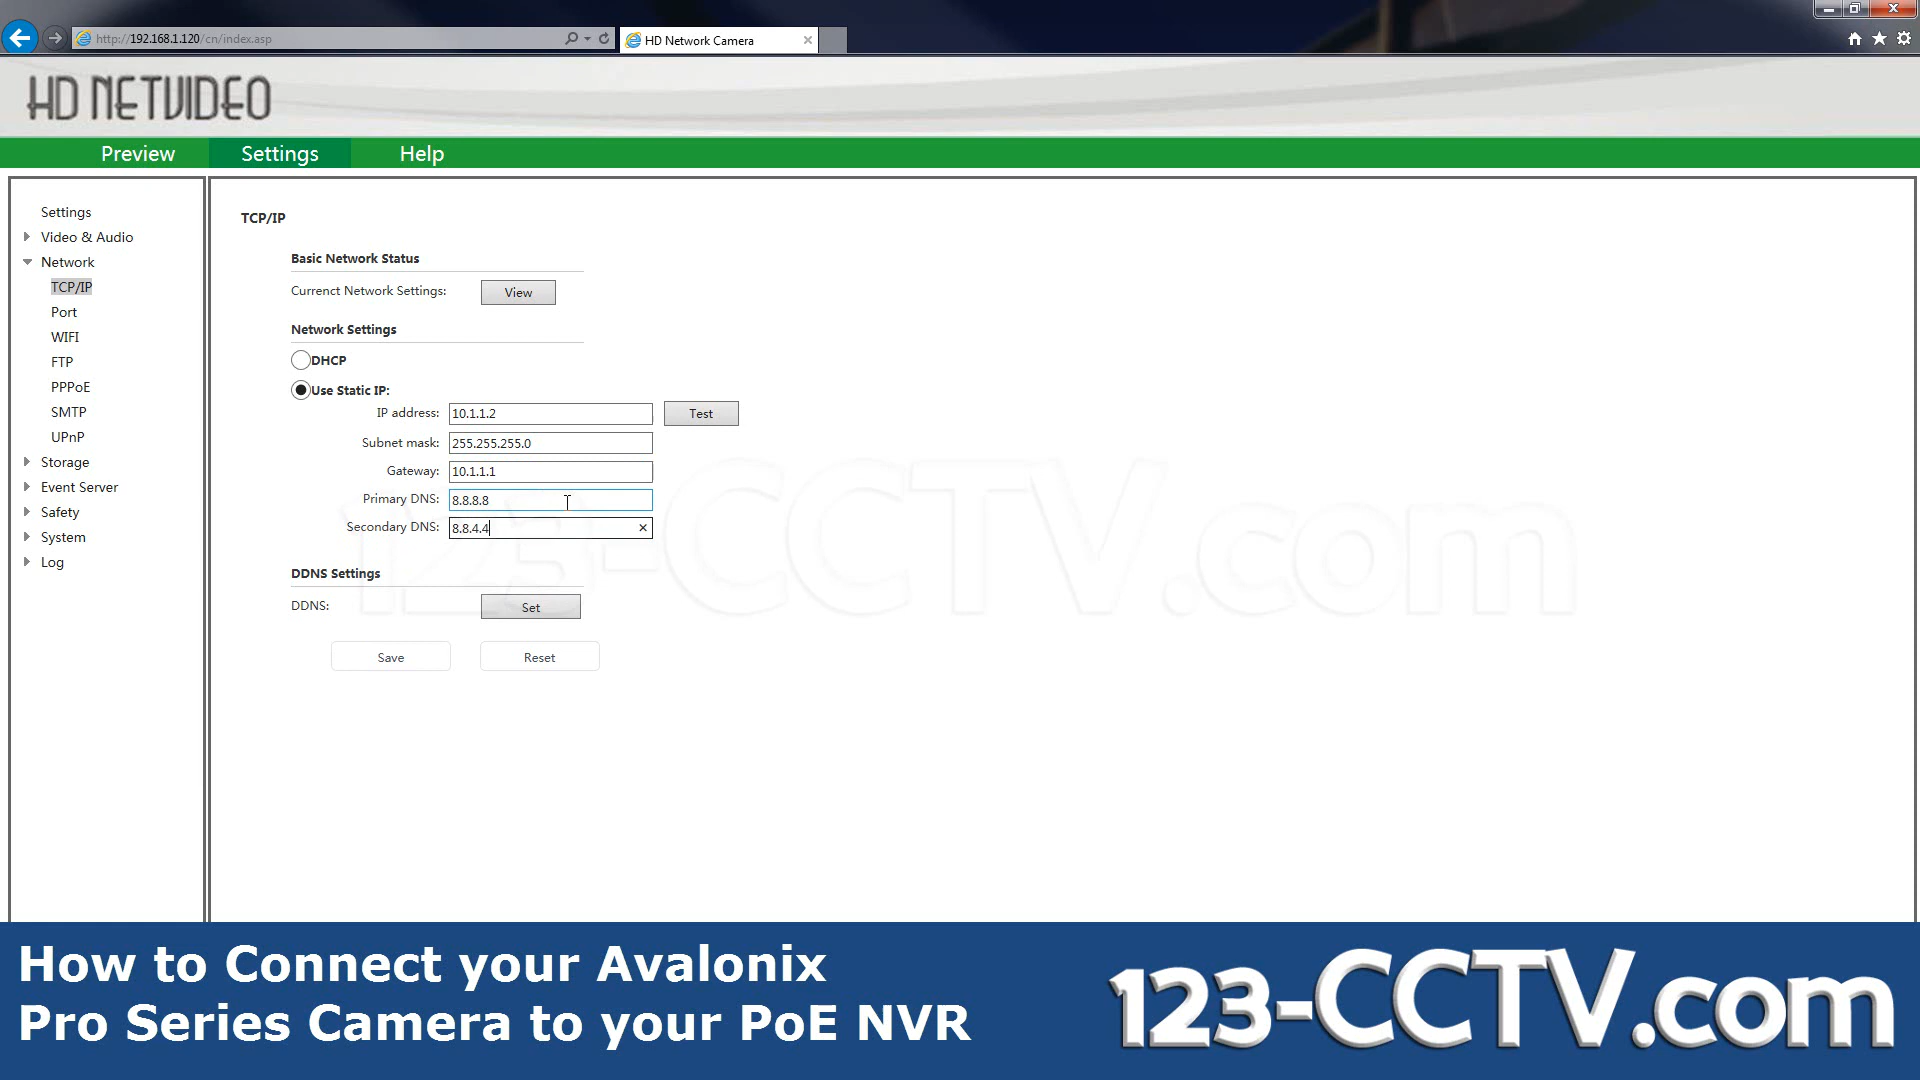 http://192.168.1.120/cn/index.asp
HD Network Camera
HD NETVIDEO
Preview
Settings
Help
Settings
Video & Audio
Network
TCP/IP
Port
WIFI
FTP
PPPoE
SMTP
UPnP
Storage
Event Server
Safety
System
Log
TCP/IP
Basic Network Status
Currenct Network Settings: View
Network Settings
DHCP
Use Static IP:
IP address: 10.1.1.2 Test
Subnet mask: 255.255.255.0
Gateway: 10.1.1.1
Primary DNS: 8.8.8.8
Secondary DNS: 8.8.4.4
DDNS Settings
DDNS: Set
Save Reset
123-CCTV.com
How to Connect your Avalonix
Pro Series Camera to your PoE NVR
123-CCTV.com